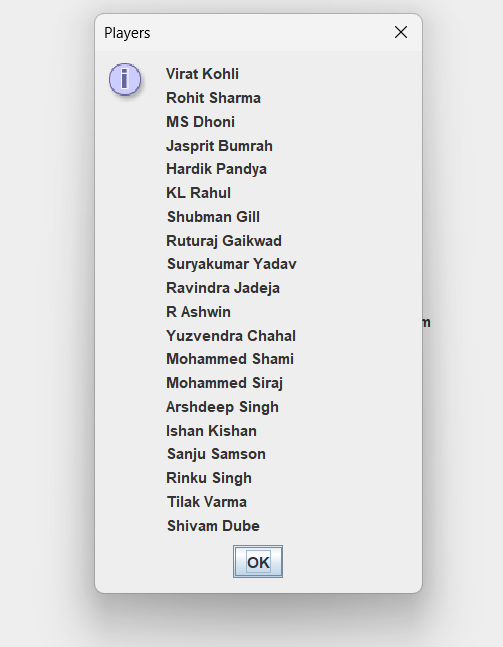 Players
Virat Kohli
Rohit Sharma
MS Dhoni
Jasprit Bumrah
Hardik Pandya
KL Rahul
Shubman Gill
Ruturaj Gaikwad
Suryakumar Yadav
Ravindra Jadeja
R Ashwin
Yuzvendra Chahal
Mohammed Shami
Mohammed Siraj
Arshdeep Singh
Ishan Kishan
Sanju Samson
Rinku Singh
Tilak Varma
Shivam Dube
OK